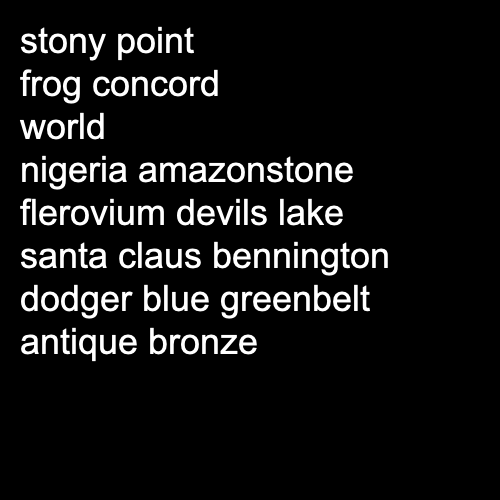 stony point
frog concord
world
nigeria amazonstone
flerovium devils lake
santa claus bennington
dodger blue greenbelt
antique bronze